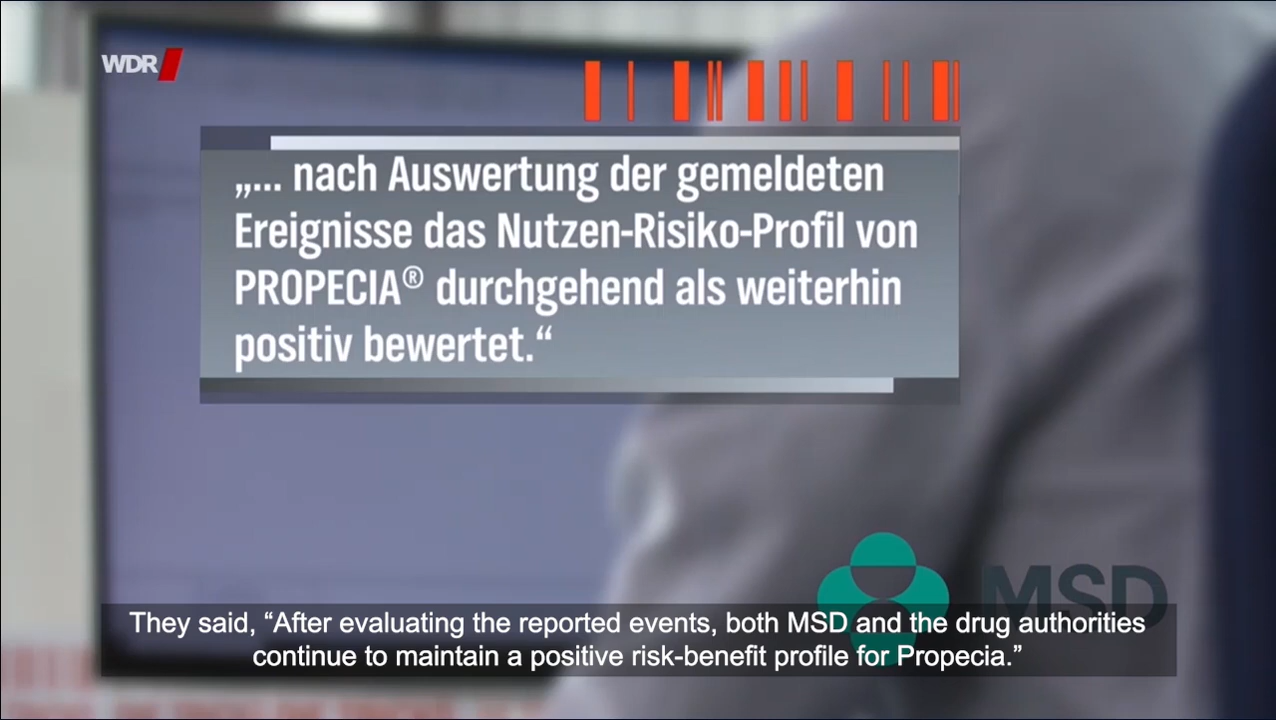 WDR
„... nach Auswertung der gemeldeten
Ereignisse das Nutzen-Risiko-Profil von
PROPECIA® durchgehend als weiterhin
positiv bewertet.“
MSD
They said, “After evaluating the reported events, both MSD and the drug authorities
continue to maintain a positive risk-benefit profile for Propecia.”